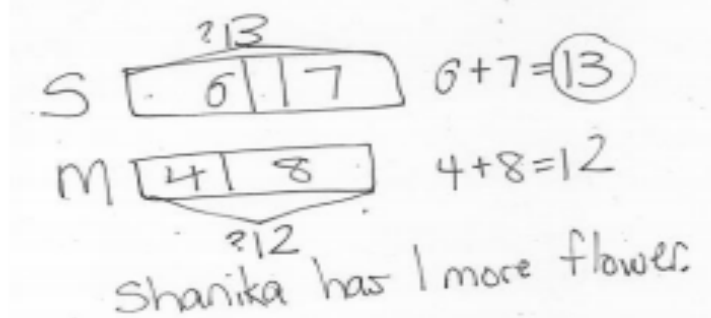 ?13
S 6 7 6+7=13
M 4 8 4+8=12
?12
Shanika has 1 more flower.